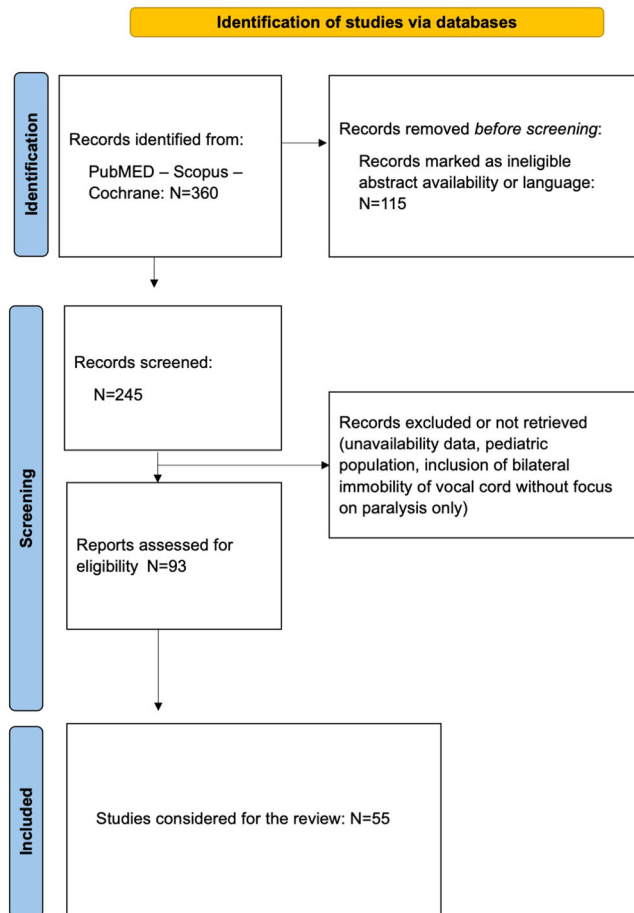 Identification of studies via databases
Identification
Records identified from:
PubMED – Scopus –
Cochrane: N=360
Records removed before screening:
Records marked as ineligible
abstract availability or language:
N=115
Screening
Records screened:
N=245
Records excluded or not retrieved
(unavailability data, pediatric
population, inclusion of bilateral
immobility of vocal cord without focus
on paralysis only)
Reports assessed for
eligibility N=93
Included
Studies considered for the review: N=55